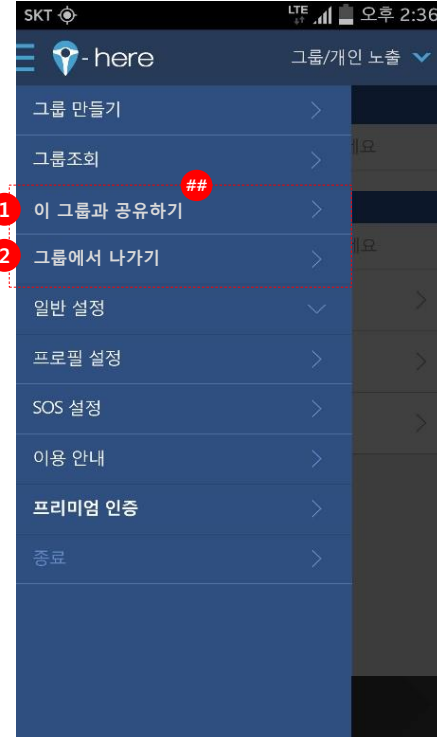 SKT LTE 오후 2:36
- here 그룹/개인 노출
그룹 만들기
그룹조회
요
##
1 이 그룹과 공유하기
2 그룹에서 나가기
요
일반 설정
프로필 설정
SOS 설정
이용 안내
프리미엄 인증
종료